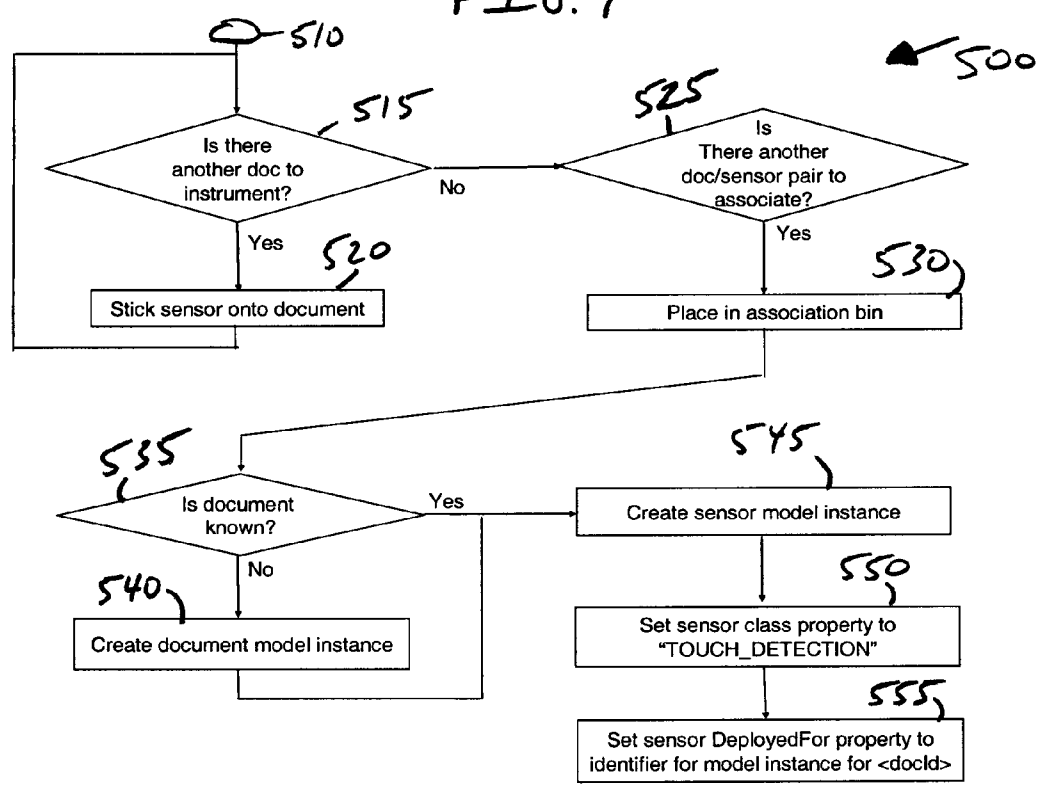 510
500
515
525
Is there
another doc to
instrument?
Is
There another
doc/sensor pair to
associate?
No
Yes
Yes
520
530
Stick sensor onto document
Place in association bin
535
545
Is document
known?
Yes
Create sensor model instance
No
550
540
Set sensor class property to
"TOUCH_DETECTION"
Create document model instance
555
Set sensor DeployedFor property to
identifier for model instance for <docId>